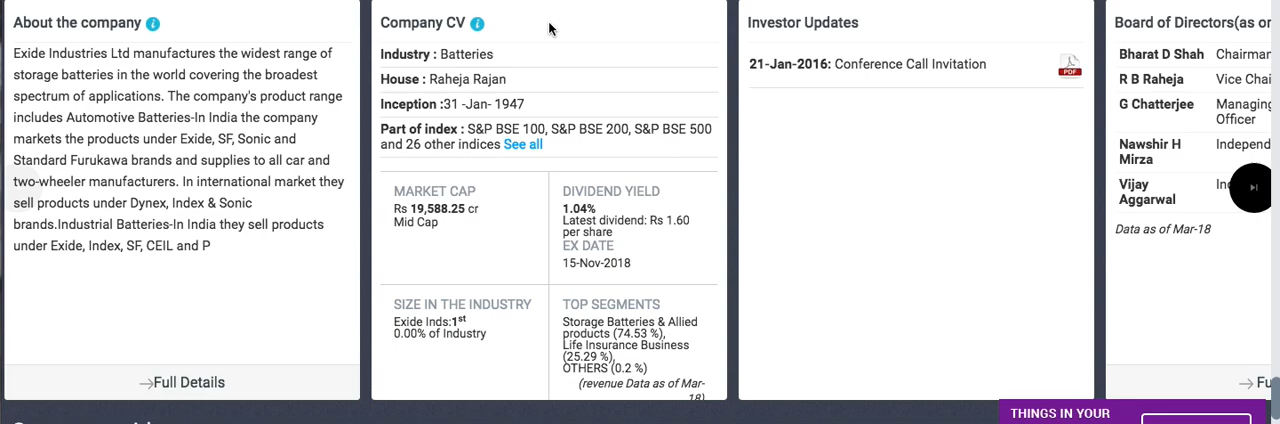 About the company
Exide Industries Ltd manufactures the widest range of
storage batteries in the world covering the broadest
spectrum of applications. The company's product range
includes Automotive Batteries-In India the company
markets the products under Exide, SF, Sonic and
Standard Furukawa brands and supplies to all car and
two-wheeler manufacturers. In international market they
sell products under Dynex, Index & Sonic
brands.Industrial Batteries-In India they sell products
under Exide, Index, SF, CEIL and P
→Full Details
Company CV
Industry : Batteries
House : Raheja Rajan
Inception :31 -Jan- 1947
Part of index : S&P BSE 100, S&P BSE 200, S&P BSE 500
and 26 other indices See all
MARKET CAP
Rs 19,588.25 cr
Mid Cap
DIVIDEND YIELD
1.04%
Latest dividend: Rs 1.60
per share
EX DATE
15-Nov-2018
SIZE IN THE INDUSTRY
Exide Inds:1st
0.00% of Industry
TOP SEGMENTS
Storage Batteries & Allied
products (74.53 %),
Life Insurance Business
(25.29 %),
OTHERS (0.2 %)
(revenue Data as of Mar-
18)
Investor Updates
21-Jan-2016: Conference Call Invitation
PDF
Board of Directors(as on
Bharat D Shah Chairman
R B Raheja Vice Chai
G Chatterjee Managing
Officer
Nawshir H Independ
Mirza
Vijay
Aggarwal
Data as of Mar-18
→ Fu
THINGS IN YOUR